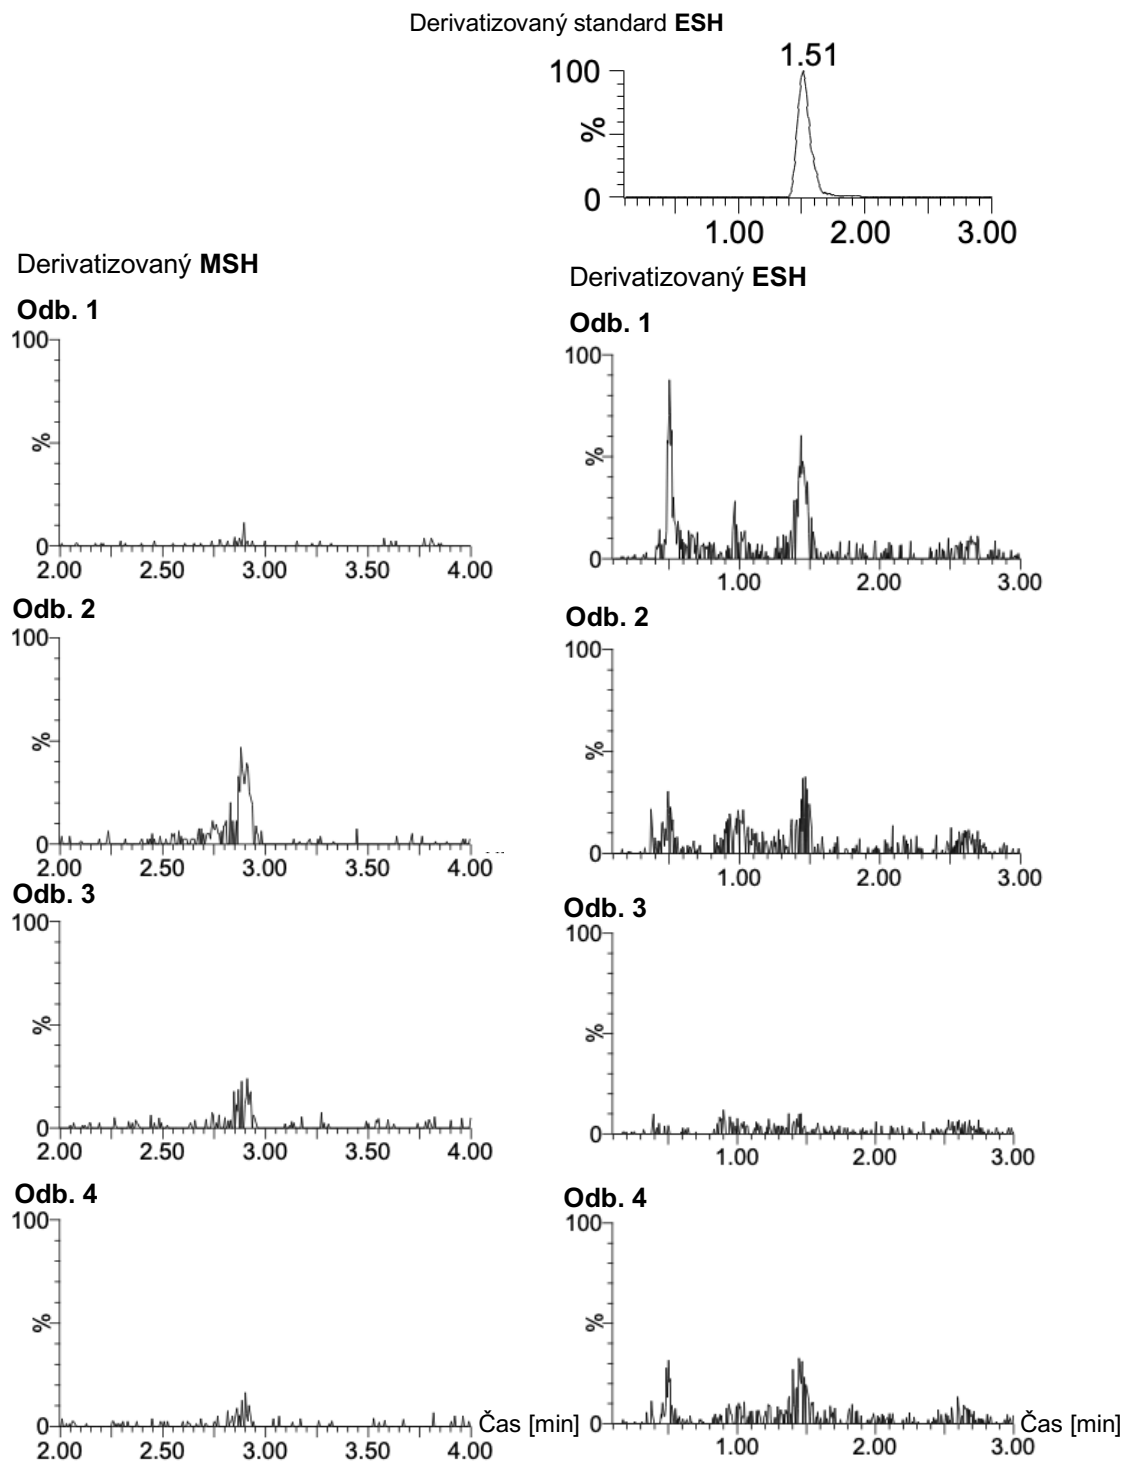 Derivatizovaný standard ESH
1.51
100
%
0
1.00 2.00 3.00
Derivatizovaný MSH
Derivatizovaný ESH
Odb. 1
100
%
0
2.00 2.50 3.00 3.50 4.00
Odb. 1
100
%
0
1.00 2.00 3.00
Odb. 2
100
%
0
2.00 2.50 3.00 3.50 4.00
Odb. 2
100
%
0
1.00 2.00 3.00
Odb. 3
100
%
0
2.00 2.50 3.00 3.50 4.00
Odb. 3
100
%
0
1.00 2.00 3.00
Odb. 4
100
%
0
2.00 2.50 3.00 3.50 4.00
Čas [min]
Odb. 4
100
%
0
1.00 2.00 3.00
Čas [min]